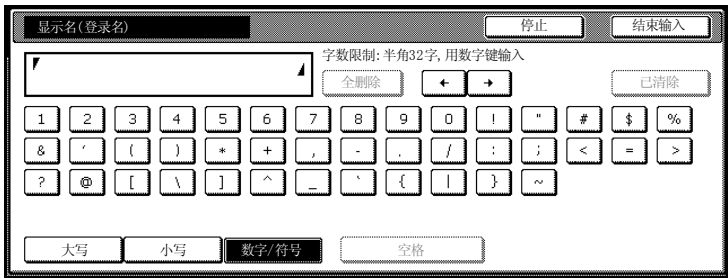 显示名(登录名) 停止 结束输入
字数限制:半角32字,用数字键输入
全删除 ← → 已清除
1 2 3 4 5 6 7 8 9 0 ! " # $ %
& ′ ( ) * + , - . / : ; < = >
? @ [ \ ] ^ _ ` { | } ~
大写 小写 数字/符号 空格